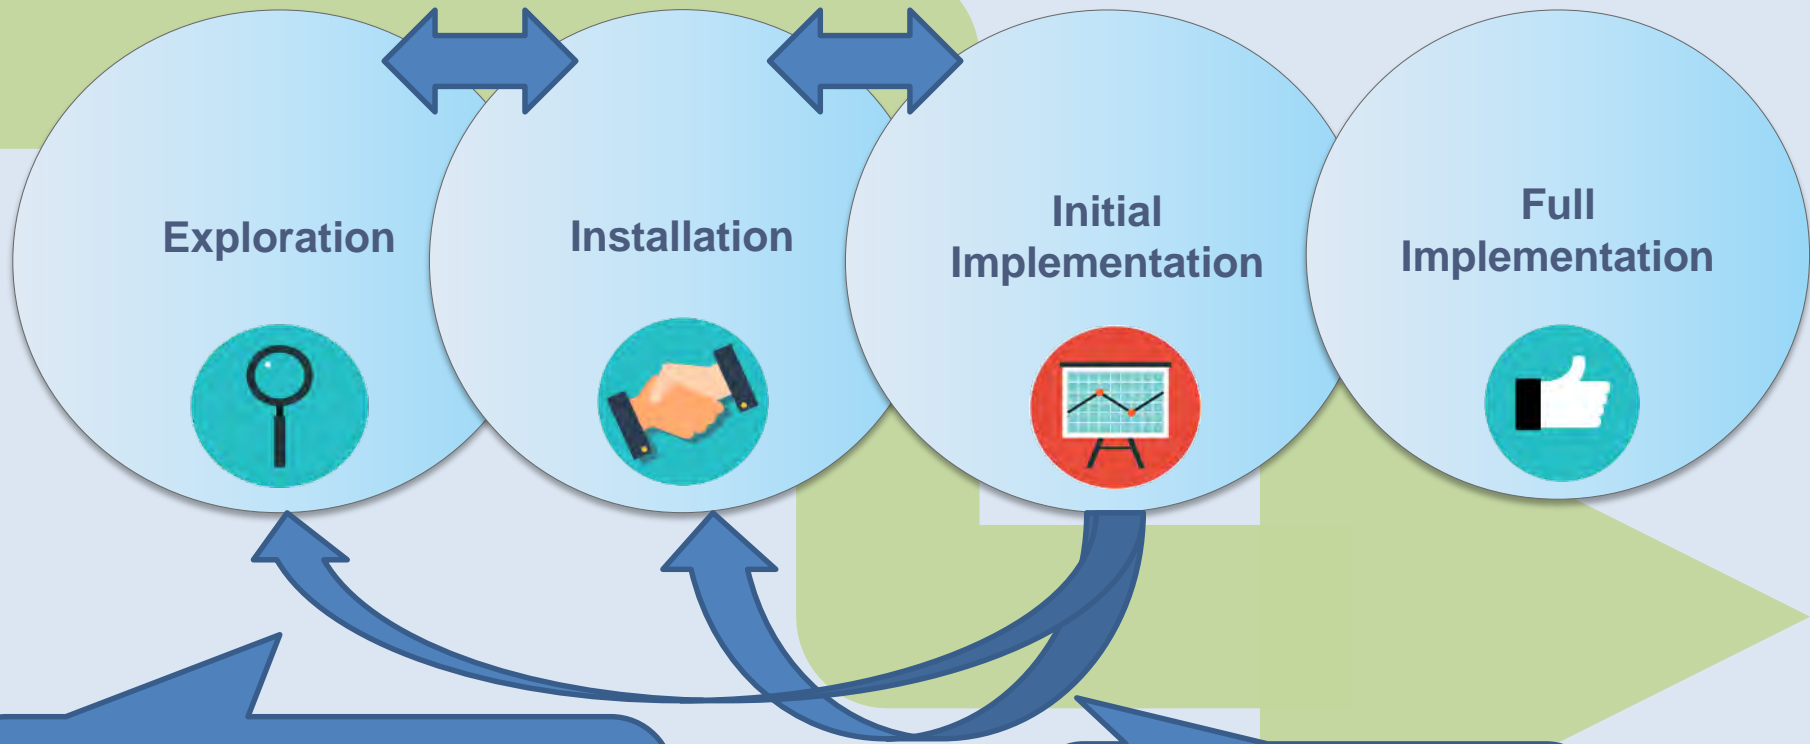 Exploration
Installation
Initial
Implementation
Full
Implementation